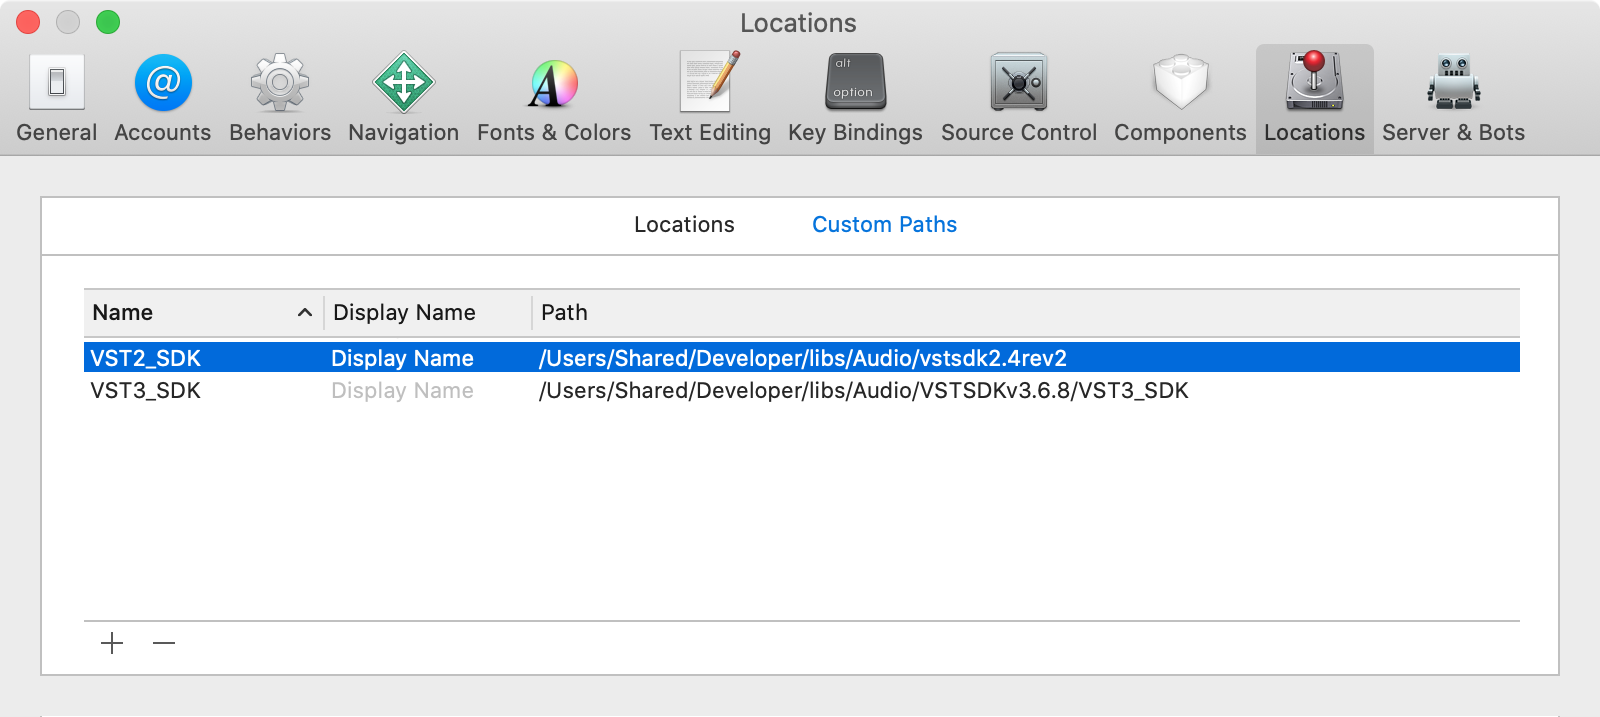 Locations
alt
option
General Accounts Behaviors Navigation Fonts & Colors Text Editing Key Bindings Source Control Components Locations Server & Bots
Locations Custom Paths
Name Display Name Path
VST2_SDK Display Name /Users/Shared/Developer/libs/Audio/vstsdk2.4rev2
VST3_SDK Display Name /Users/Shared/Developer/libs/Audio/VSTSDKv3.6.8/VST3_SDK